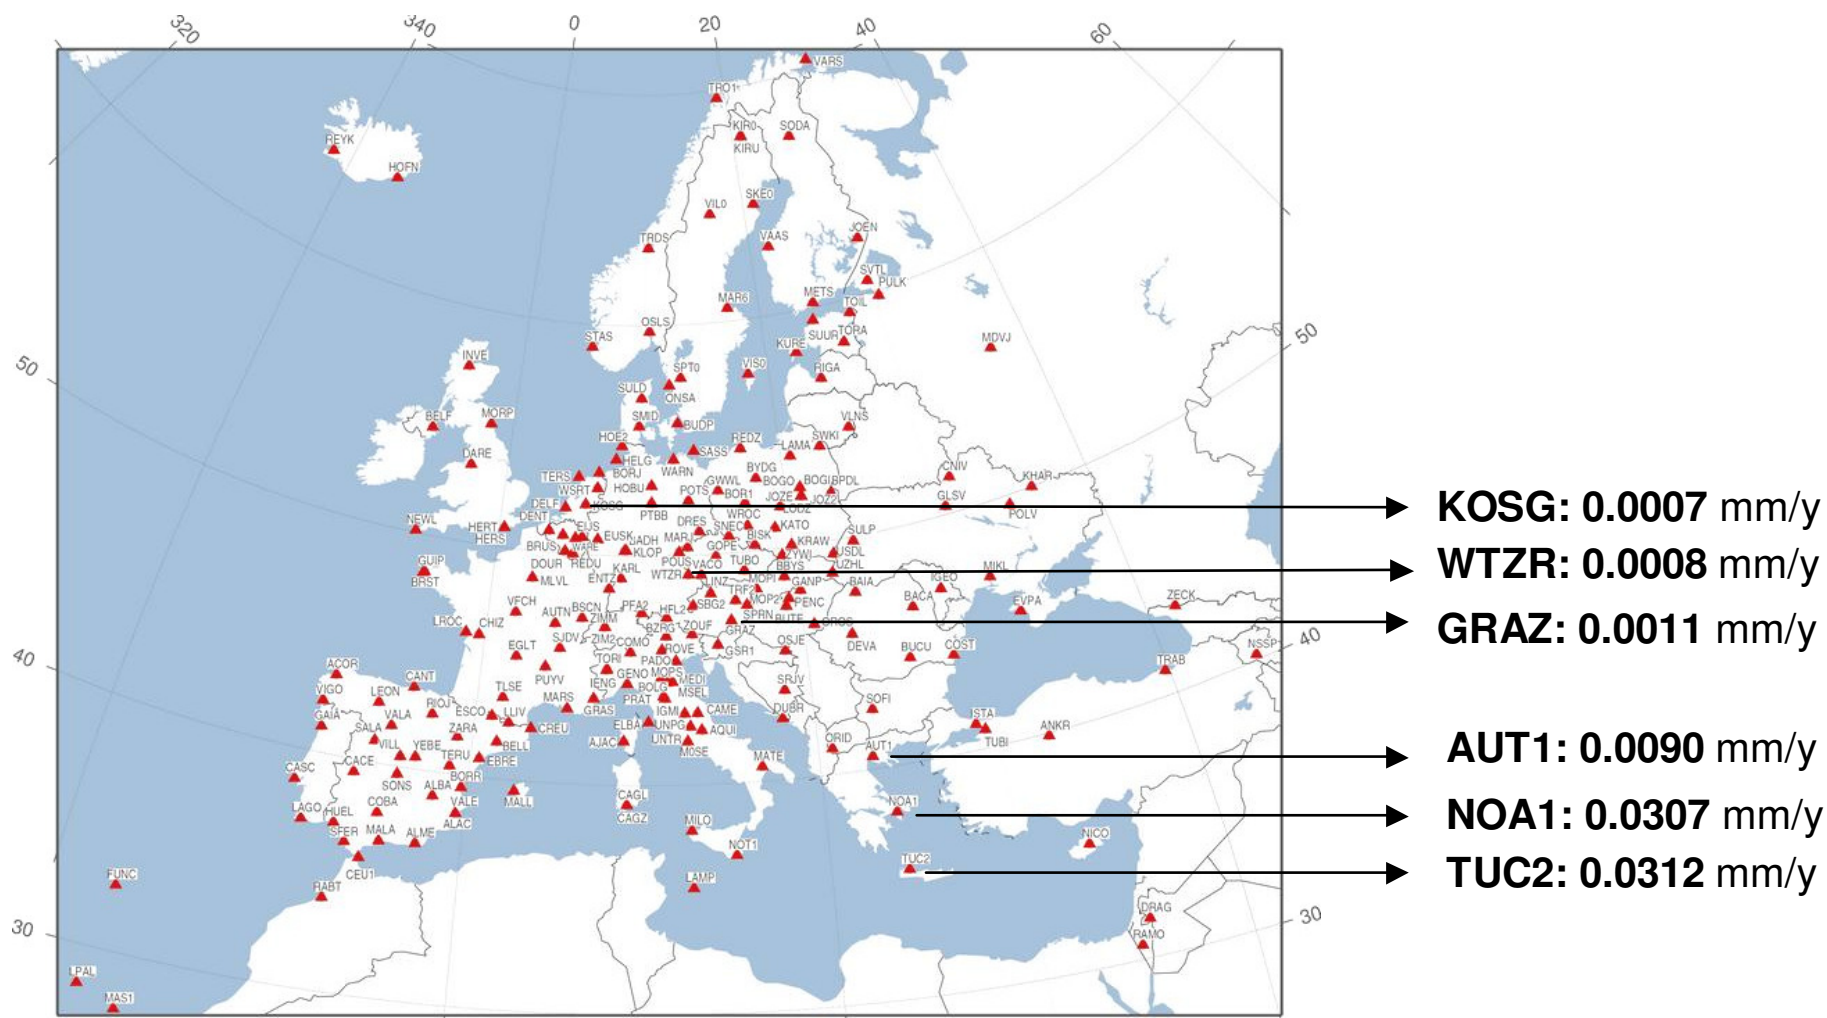 320
340
0
20
40
60
VARS
TRO1
KIR0
SODA
KIRU
REYK
HOFN
SKE0
VIL0
TRDS
VAAS
JOEN
SVTL
PULK
METS
MAR6
TOIL
OSLS
STAS
SUUR
TORA
KURE
MDVJ
50
INVE
50
SPT0
VIS0
RIGA
SULD
ONSA
BELF
MORP
SMID
BUDP
VLNS
HOE2
REDZ
SWKI
LAMA
DARE
HELG
SASS
TERS
BORJ
WARN
BYDG
CNIV
KHAR
WSRT
HOBU
POTS
GWWL
BOGO
BOGI
BPDL
BOR1
JOZE
JOZ2
GLSV
DELF
KOSG
LODZ
POLV
KOSG: 0.0007 mm/y
NEWL
HERT
DENT
PTBB
WROC
HERS
EIJS
DRES
SNEC
KATO
SULP
BRUS
WARE
EUSK
DADH
MARJ
GOPE
BISK
KRAW
REDU
KLOP
ZYWI
USDL
GUIP
DOUR
KARL
POUS
VACO
TUBO
BBYS
UZHL
MIKL
WTZR: 0.0008 mm/y
BRST
MLVL
ENTZ
WTZR
LINZ
MOPI
GANP
BAIA
IGEO
TRF2
MOP2
PENC
VFCH
AUTN
BSCN
PFA2
HFL2
SBG2
BACA
EVPA
ZECK
LROC
CHIZ
ZIMM
SPRN
BUTE
OROS
BZRG
ZOUF
GRAZ
GRAZ: 0.0011 mm/y
EGLT
SJDV
ZIM2
COMO
ROVE
GSR1
OSJE
DEVA
BUCU
COST
NSSP
40
40
ACOR
PUYV
TORI
PADO
TRAB
CANT
GENO
MOPS
VIGO
LEON
TLSE
MARS
IENG
BOLG
MEDI
SRJV
RIOJ
GRAS
PRAT
MSEL
SOFI
GAIA
VALA
ESCO
LLIV
IGMI
CAME
DUBR
ISTA
SALA
ZARA
CREU
ELBA
UNPG
AQUI
ANKR
VILL
YEBE
BELL
AJAC
UNTR
ORID
AUT1
TUBI
AUT1: 0.0090 mm/y
CASC
CACE
TERU
EBRE
M0SE
MATE
SONS
BORR
ALBA
LAGO
HUEL
COBA
VALE
MALL
CAGL
NOA1
NOA1: 0.0307 mm/y
SFER
MALA
ALME
ALAC
CAGZ
MILO
NICO
NOT1
TUC2
TUC2: 0.0312 mm/y
FUNC
CEU1
RABT
LAMP
DRAG
30
30
RAMO
LPAL
MAS1